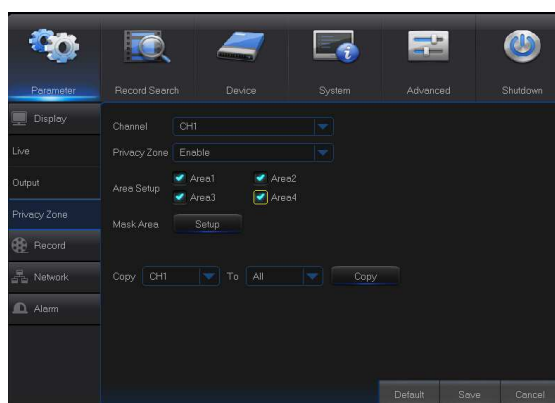 Parameter
Record Search
Device
System
Advanced
Shutdown
Display
Live
Output
Privacy Zone
Record
Network
Alarm
Channel CH1
Privacy Zone Enable
Area Setup
Area1 Area2
Area3 Area4
Mask Area Setup
Copy CH1 To All Copy
Default Save Cancel